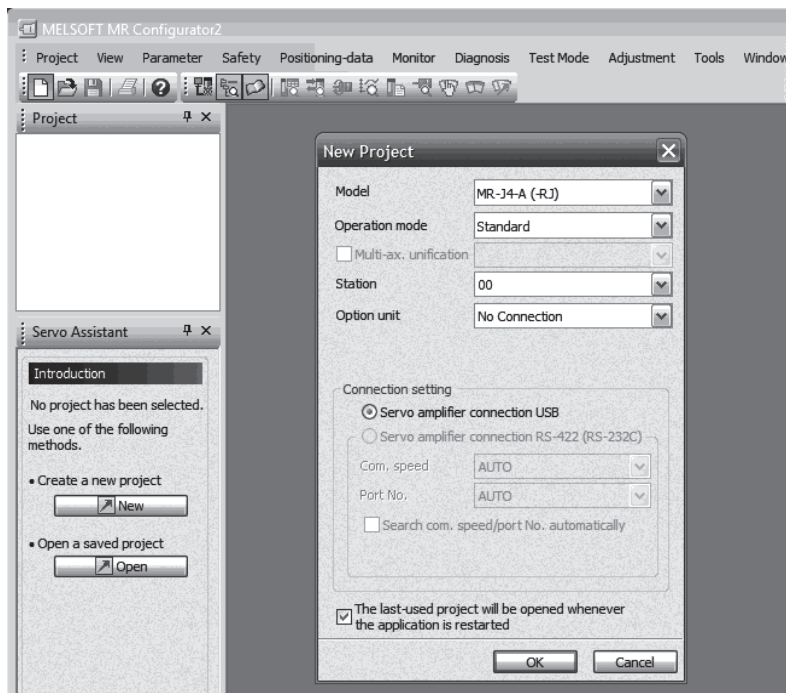 MELSOFT MR Configurator2
Project View Parameter Safety Positioning-data Monitor Diagnosis Test Mode Adjustment Tools Window
Project
New Project
Model MR-J4-A (-RJ)
Operation mode Standard
Multi-ax. unification
Station 00
Option unit No Connection
Connection setting
Servo amplifier connection USB
Servo amplifier connection RS-422 (RS-232C)
Com. speed AUTO
Port No. AUTO
Search com. speed/port No. automatically
The last-used project will be opened whenever
the application is restarted
OK Cancel
Servo Assistant
Introduction
No project has been selected.
Use one of the following
methods.
• Create a new project
New
• Open a saved project
Open